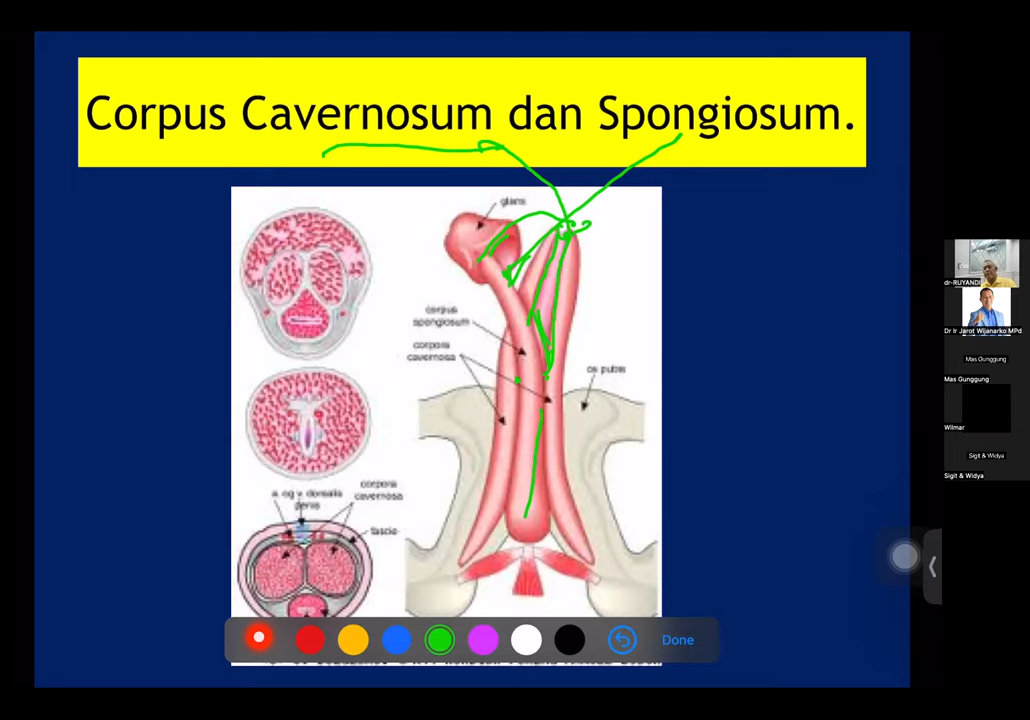 Corpus Cavernosum dan Spongiosum.
glans
corpus
spongiosum
corpora
cavernosa
os pubis
a. og v. dorsalis
penis
corpora
cavernosa
fascie
Done
dr-RUYANDI
Dr Ir Jarot Wijanarko MPd
Mas Gunggung
Mas Gunggung
Wilmar
Sigit & Widya
Sigit & Widya